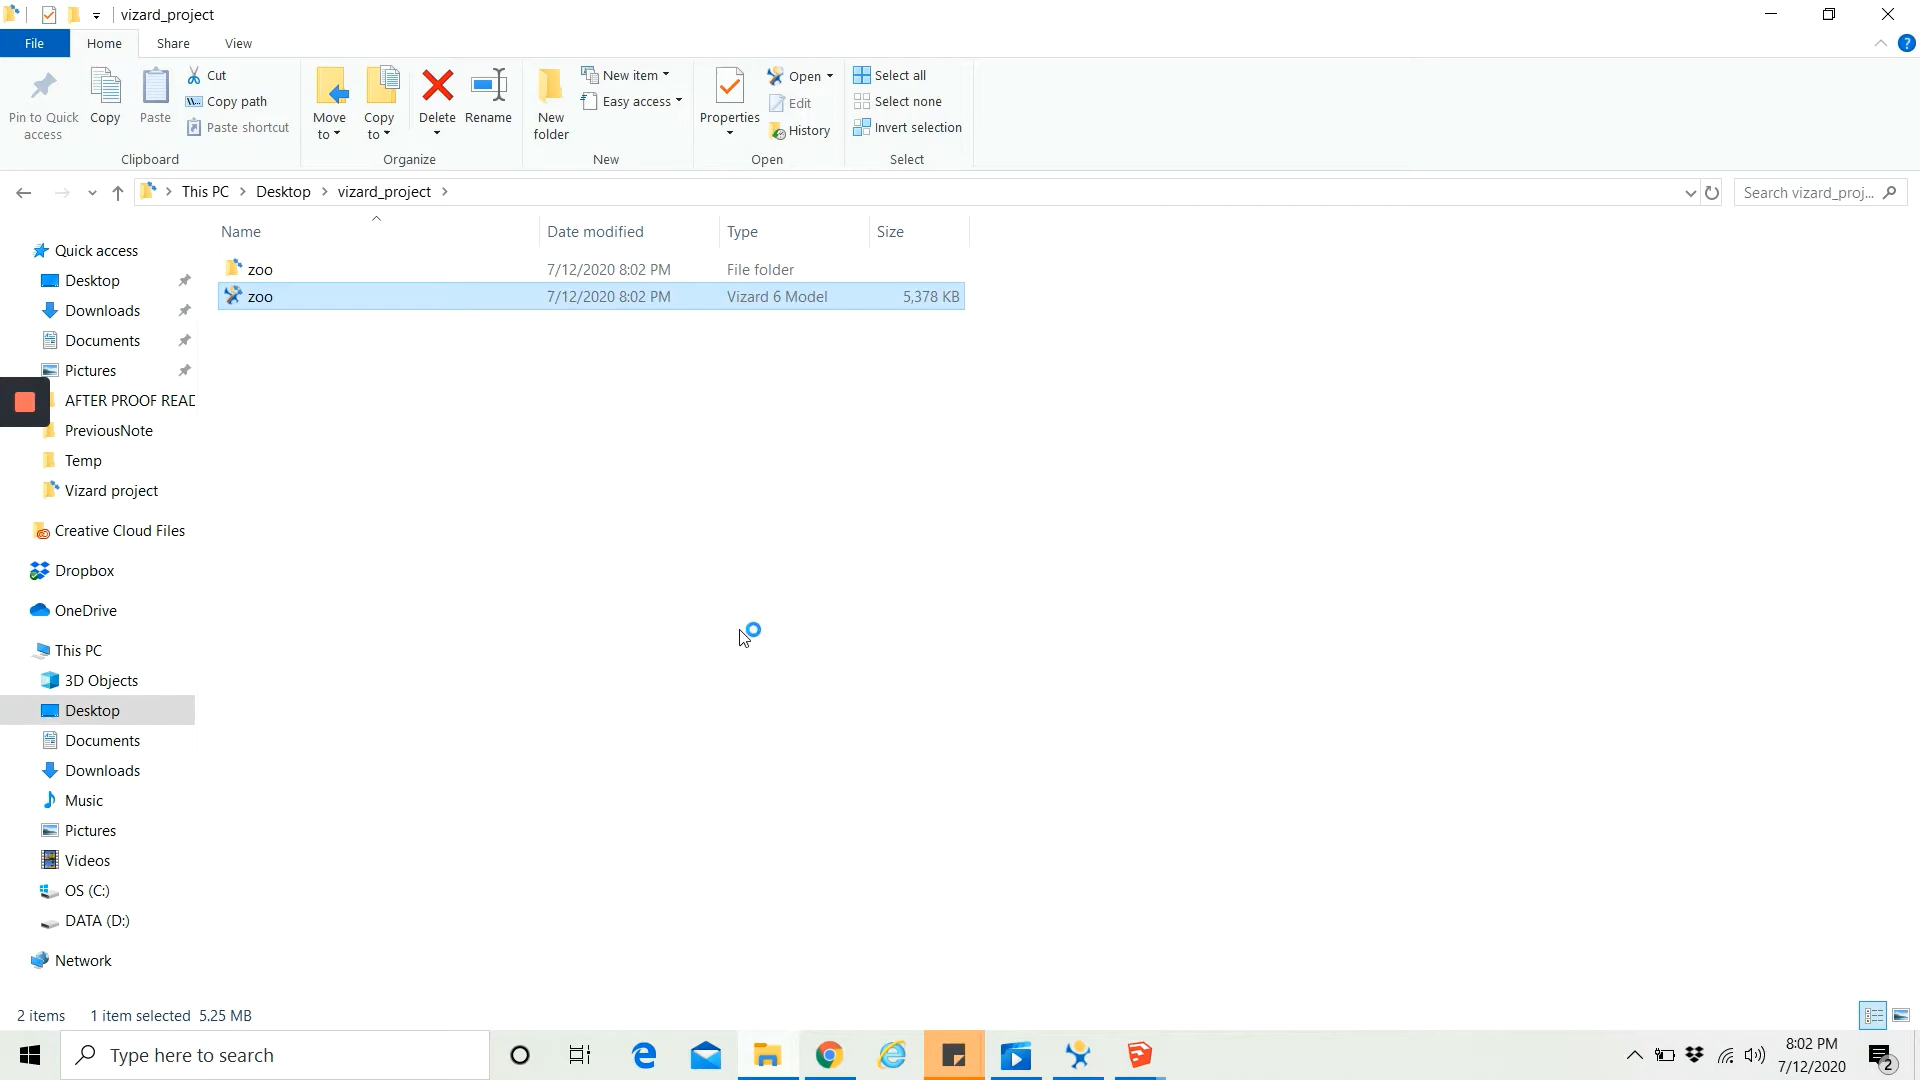 vizard_project
File
Home
Share
View
Pin to Quick access
Copy
Paste
Cut
Copy path
Paste shortcut
Clipboard
Move to
Copy to
Delete
Rename
Organize
New folder
New item
Easy access
New
Properties
Open
Edit
History
Open
Select all
Select none
Invert selection
Select
This PC > Desktop > vizard_project >
Search vizard_proj...
Name Date modified Type Size
zoo 7/12/2020 8:02 PM File folder
zoo 7/12/2020 8:02 PM Vizard 6 Model 5,378 KB
Quick access
Desktop
Downloads
Documents
Pictures
AFTER PROOF READ
PreviousNote
Temp
Vizard project
Creative Cloud Files
Dropbox
OneDrive
This PC
3D Objects
Desktop
Documents
Downloads
Music
Pictures
Videos
OS (C:)
DATA (D:)
Network
2 items 1 item selected 5.25 MB
Type here to search
8:02 PM
7/12/2020
2